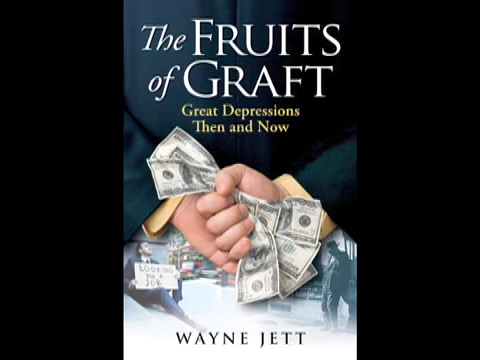 The FRUITS
of GRAFT
Great Depressions
Then and Now
LOOKING
FOR A
JOB
WAYNE JETT